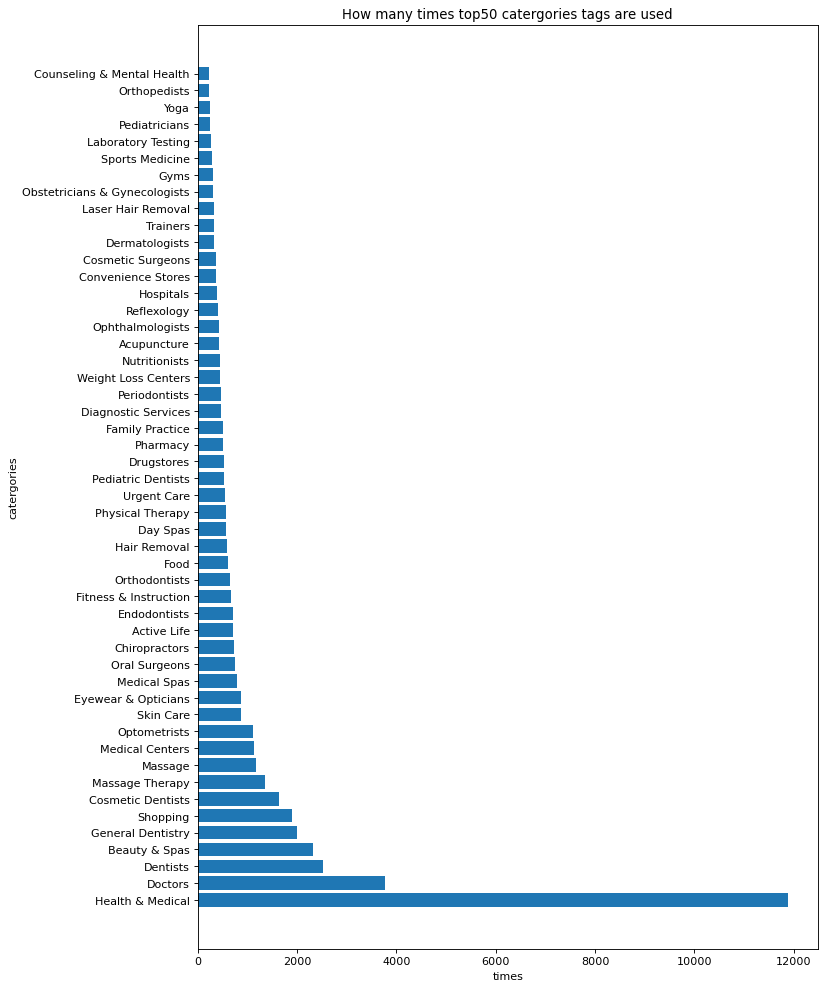 How many times top50 catergories tags are used
Counseling & Mental Health
Orthopedists
Yoga
Pediatricians
Laboratory Testing
Sports Medicine
Gyms
Obstetricians & Gynecologists
Laser Hair Removal
Trainers
Dermatologists
Cosmetic Surgeons
Convenience Stores
Hospitals
Reflexology
Ophthalmologists
Acupuncture
Nutritionists
Weight Loss Centers
Periodontists
Diagnostic Services
Family Practice
Pharmacy
Drugstores
Pediatric Dentists
Urgent Care
Physical Therapy
Day Spas
Hair Removal
Food
Orthodontists
Fitness & Instruction
Endodontists
Active Life
Chiropractors
Oral Surgeons
Medical Spas
Eyewear & Opticians
Skin Care
Optometrists
Medical Centers
Massage
Massage Therapy
Cosmetic Dentists
Shopping
General Dentistry
Beauty & Spas
Dentists
Doctors
Health & Medical
catergories
0 2000 4000 6000 8000 10000 12000
times